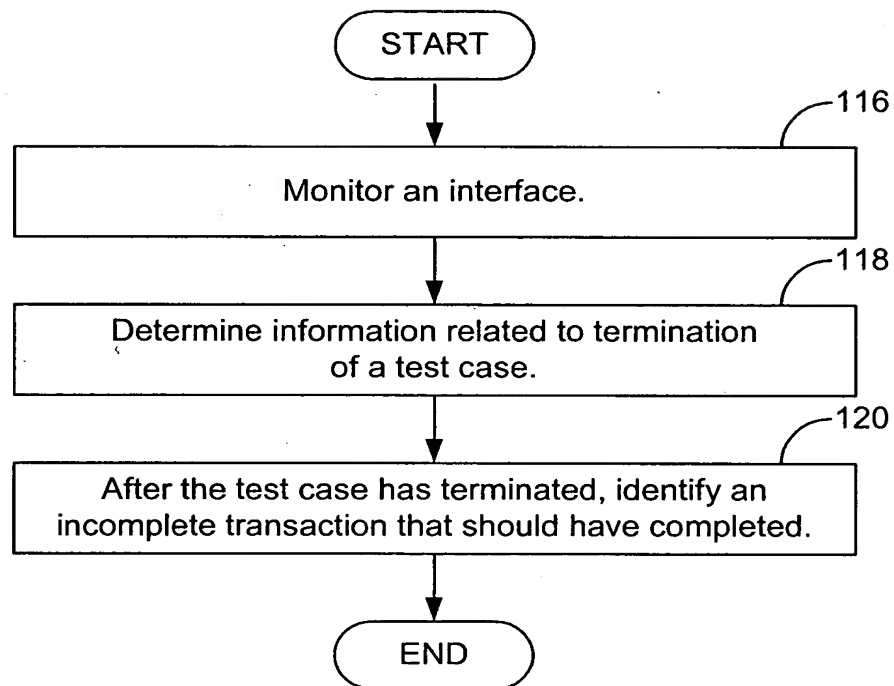 START
116
Monitor an interface.
118
Determine information related to termination
of a test case.
120
After the test case has terminated, identify an
incomplete transaction that should have completed.
END